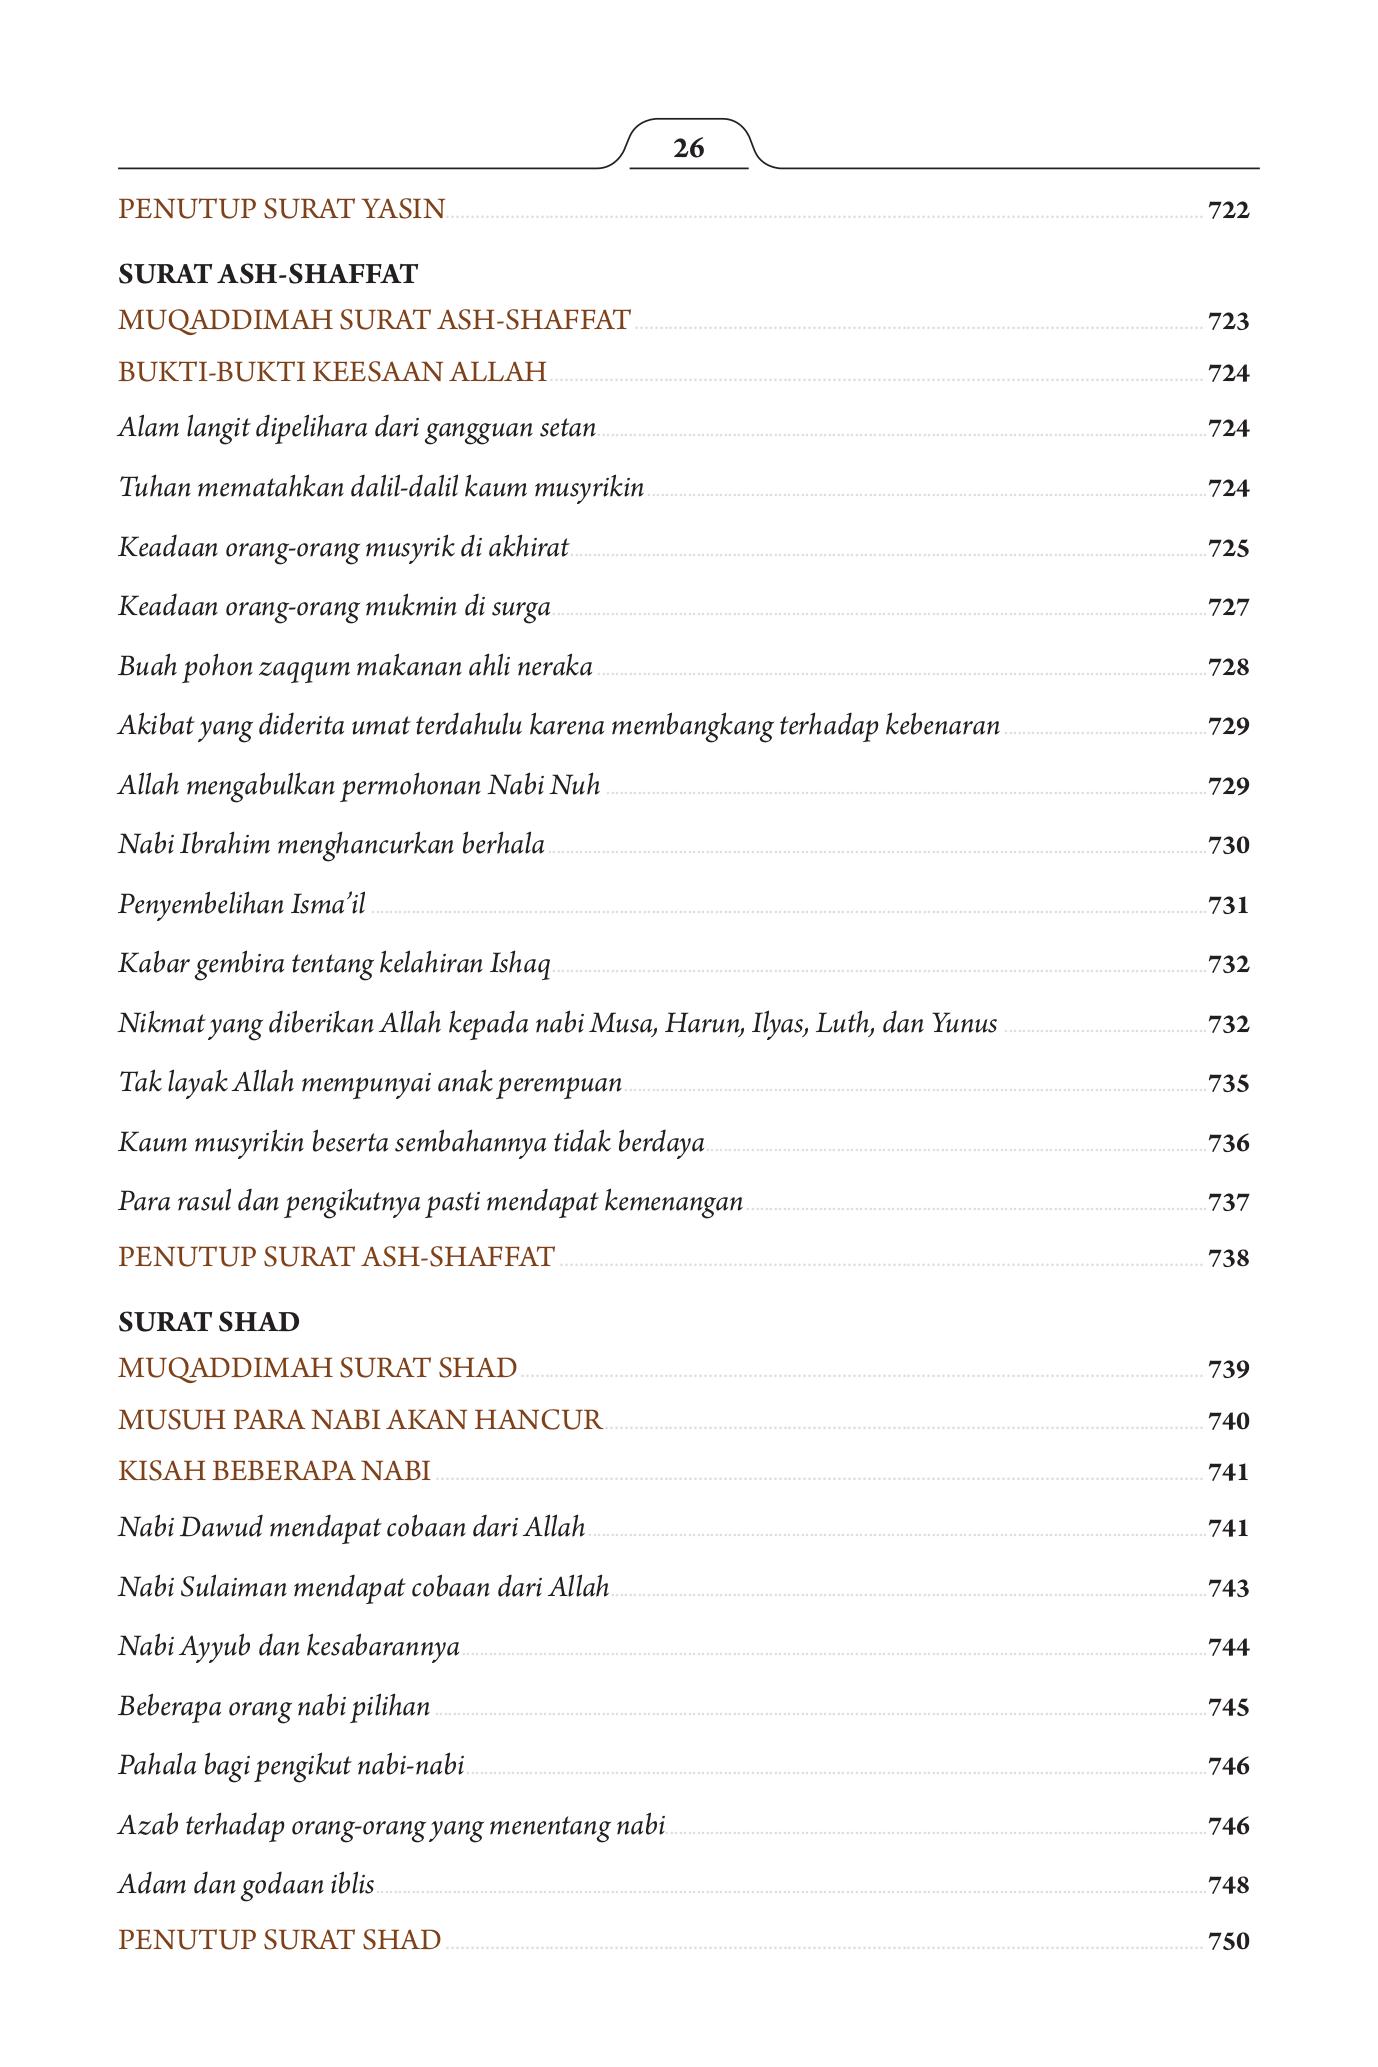 26
PENUTUP SURAT YASIN 722
SURAT ASH-SHAFFAT
MUQADDIMAH SURAT ASH-SHAFFAT 723
BUKTI-BUKTI KEESAAN ALLAH 724
Alam langit dipelihara dari gangguan setan 724
Tuhan mematahkan dalil-dalil kaum musyrikin 724
Keadaan orang-orang musyrik di akhirat 725
Keadaan orang-orang mukmin di surga 727
Buah pohon zaqqum makanan ahli neraka 728
Akibat yang diderita umat terdahulu karena membangkang terhadap kebenaran 729
Allah mengabulkan permohonan Nabi Nuh 729
Nabi Ibrahim menghancurkan berhala 730
Penyembelihan Isma’il 731
Kabar gembira tentang kelahiran Ishaq 732
Nikmat yang diberikan Allah kepada nabi Musa, Harun, Ilyas, Luth, dan Yunus 732
Tak layak Allah mempunyai anak perempuan 735
Kaum musyrikin beserta sembahannya tidak berdaya 736
Para rasul dan pengikutnya pasti mendapat kemenangan 737
PENUTUP SURAT ASH-SHAFFAT 738
SURAT SHAD
MUQADDIMAH SURAT SHAD 739
MUSUH PARA NABI AKAN HANCUR 740
KISAH BEBERAPA NABI 741
Nabi Dawud mendapat cobaan dari Allah 741
Nabi Sulaiman mendapat cobaan dari Allah 743
Nabi Ayyub dan kesabarannya 744
Beberapa orang nabi pilihan 745
Pahala bagi pengikut nabi-nabi 746
Azab terhadap orang-orang yang menentang nabi 746
Adam dan godaan iblis 748
PENUTUP SURAT SHAD 750